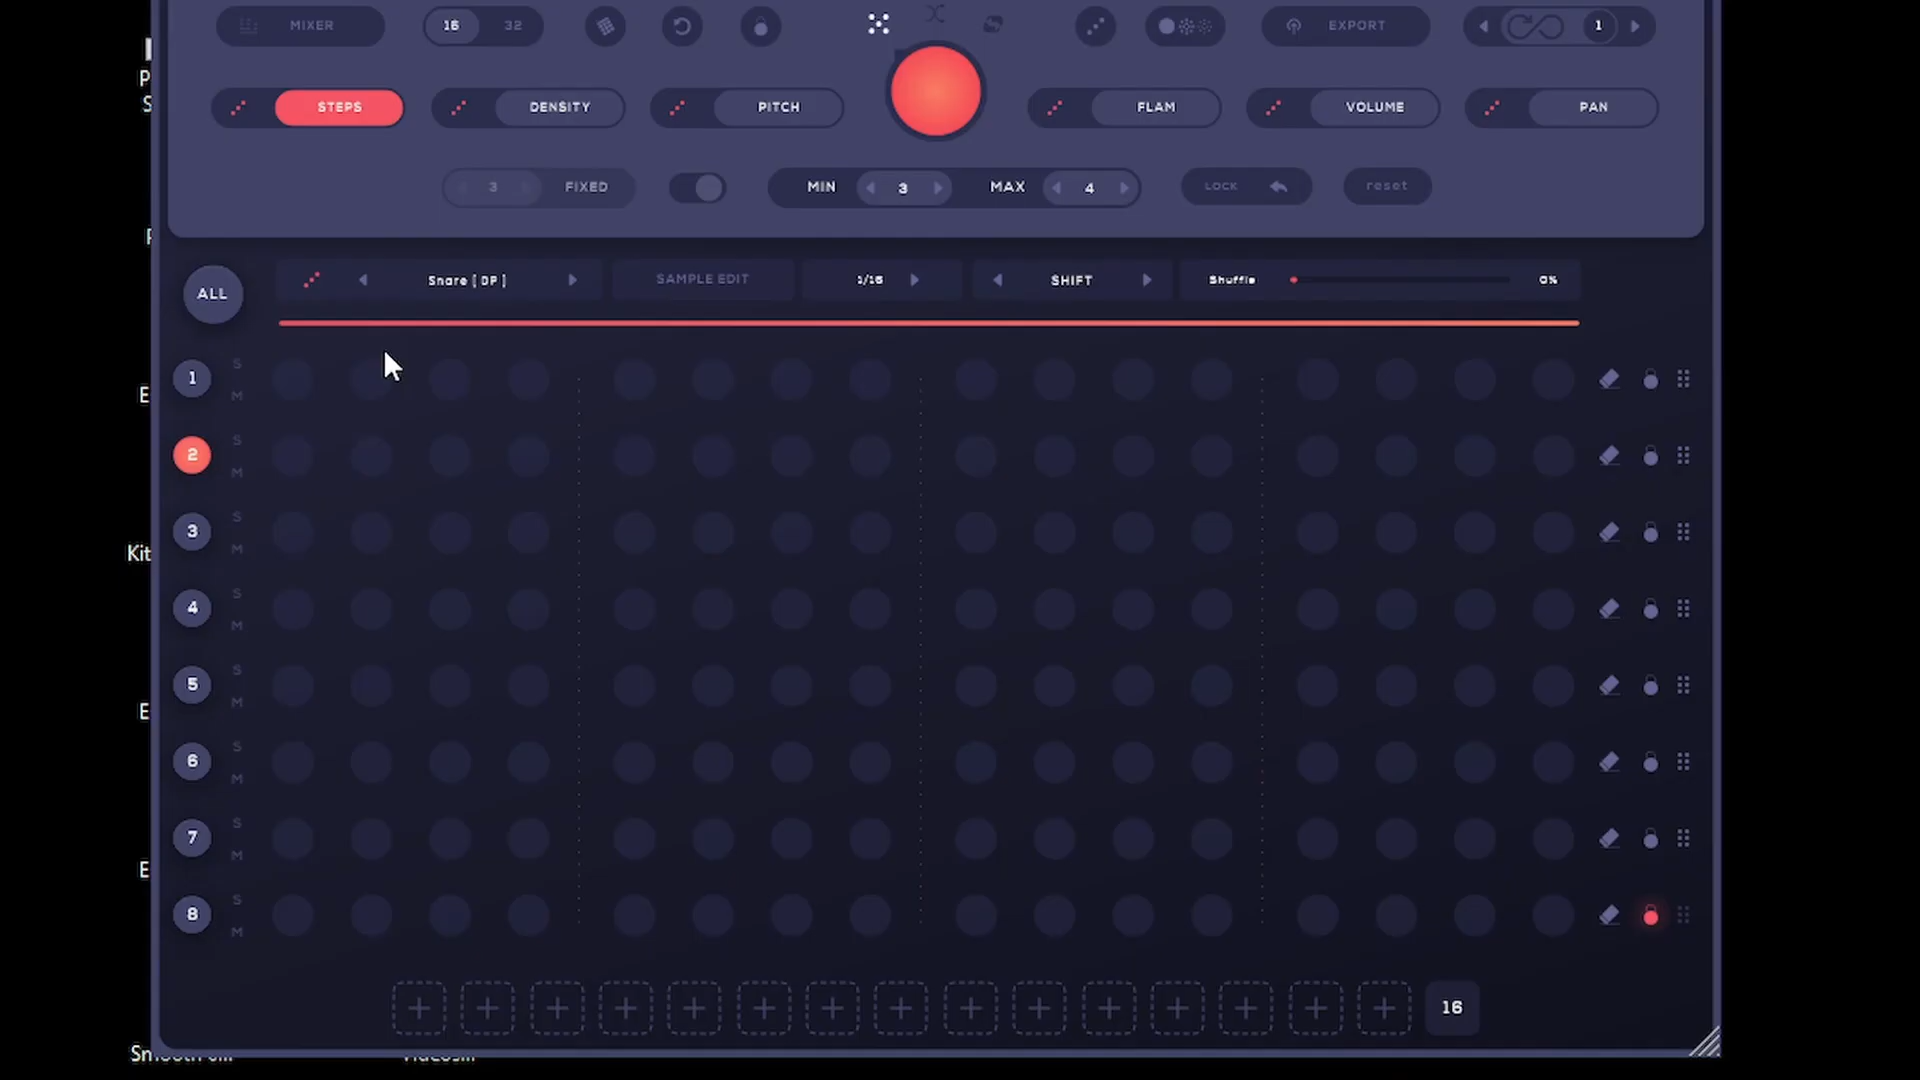 MIXER 16 32 EXPORT 1
STEPS DENSITY PITCH FLAM VOLUME PAN
3 FIXED MIN 3 MAX 4 LOCK reset
ALL Snare [ DP ] SAMPLE EDIT 1/16 SHIFT Shuffle 0%
1 S M
2 S M
3 S M
4 S M
5 S M
6 S M
7 S M
8 S M
16
P
S
E
Kit
E
E